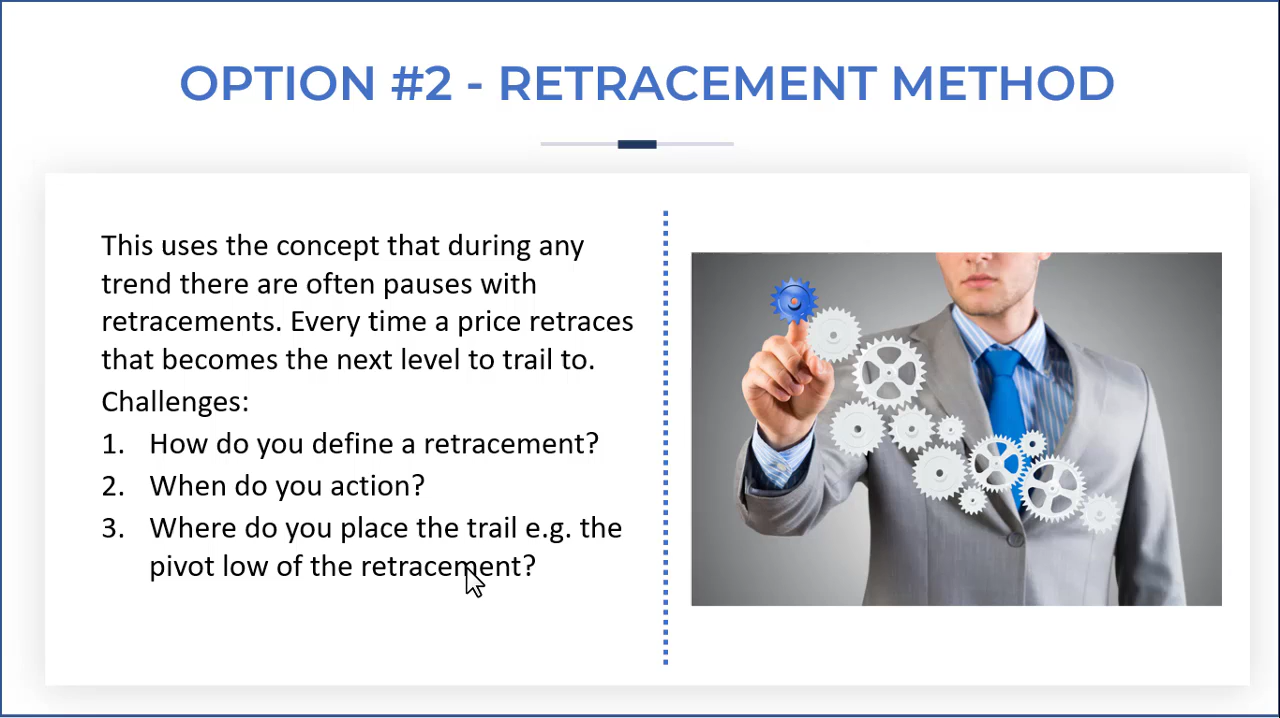 OPTION #2 - RETRACEMENT METHOD
This uses the concept that during any
trend there are often pauses with
retracements. Every time a price retraces
that becomes the next level to trail to.
Challenges:
1. How do you define a retracement?
2. When do you action?
3. Where do you place the trail e.g. the
pivot low of the retracement?